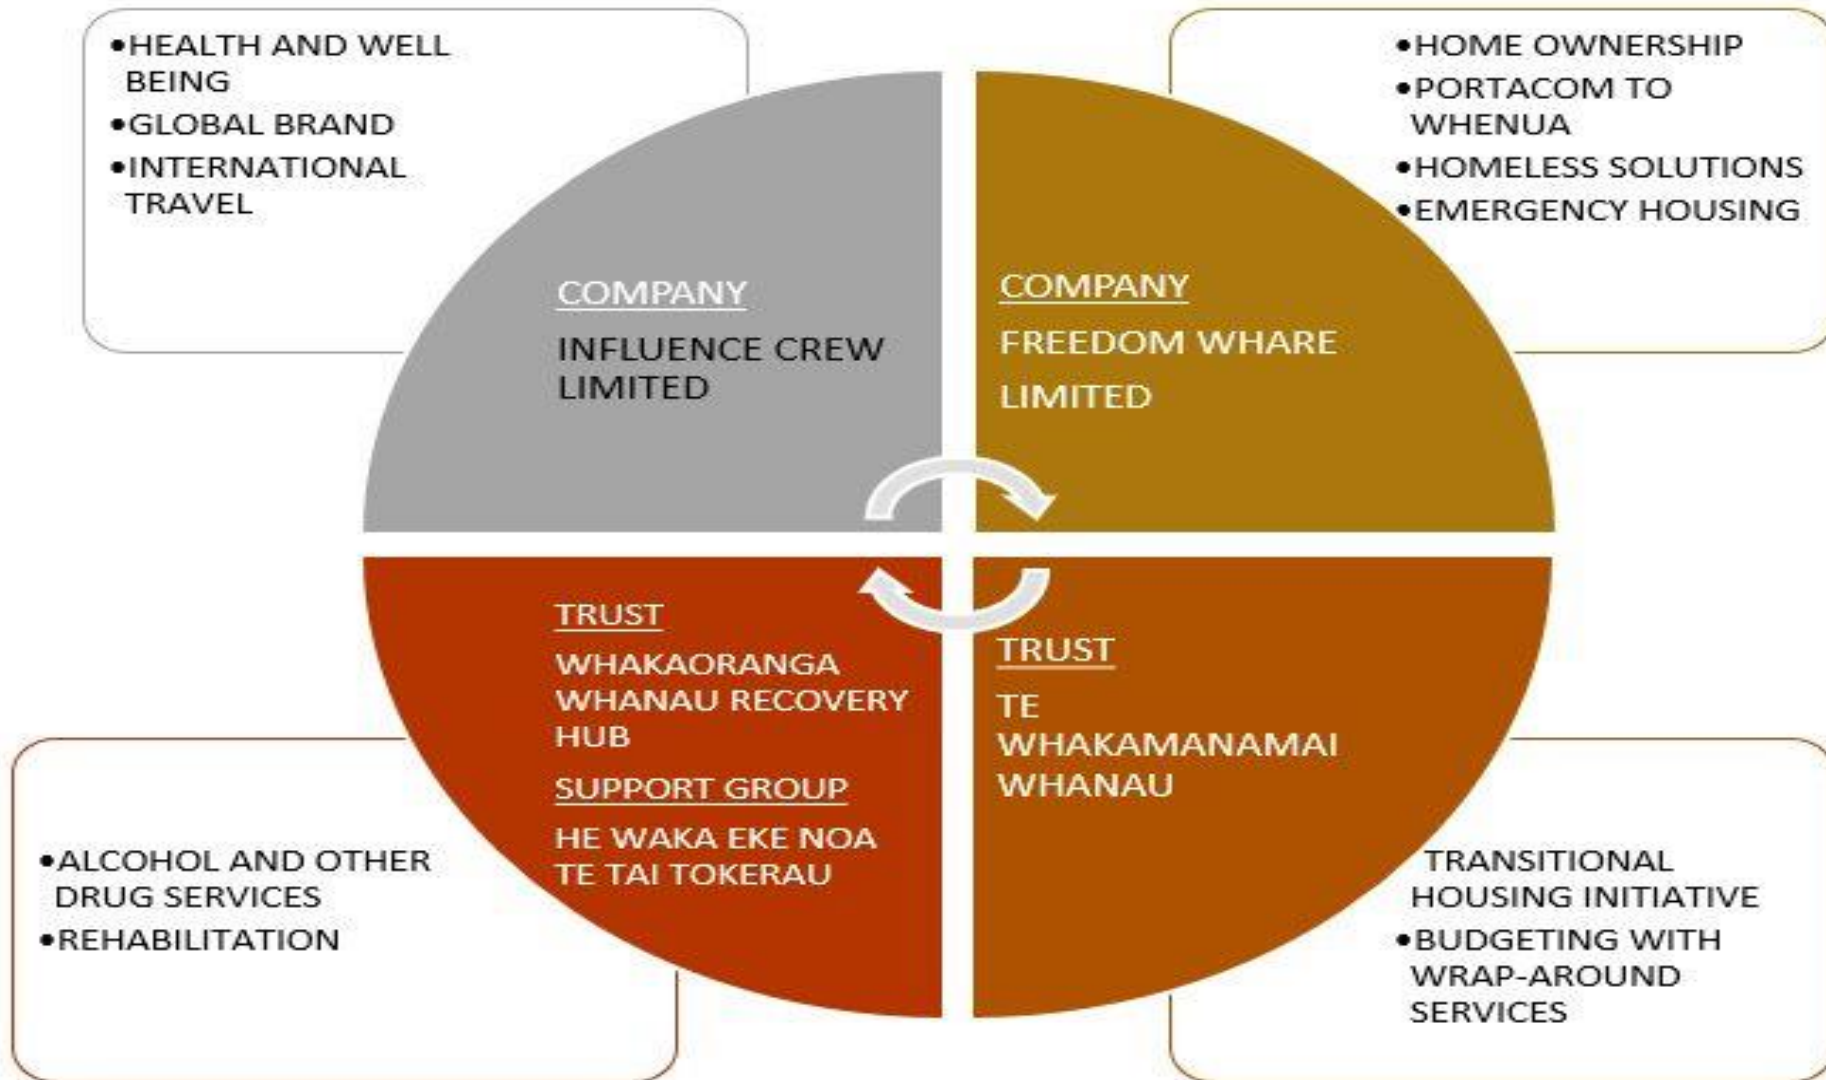 •HEALTH AND WELL
BEING
•GLOBAL BRAND
•INTERNATIONAL
TRAVEL
•HOME OWNERSHIP
•PORTACOM TO
WHENUA
•HOMELESS SOLUTIONS
•EMERGENCY HOUSING
COMPANY
INFLUENCE CREW
LIMITED
COMPANY
FREEDOM WHARE
LIMITED
TRUST
WHAKAORANGA
WHANAU RECOVERY
HUB
SUPPORT GROUP
HE WAKA EKE NOA
TE TAI TOKERAU
TRUST
TE
WHAKAMANAMAI
WHANAU
•ALCOHOL AND OTHER
DRUG SERVICES
•REHABILITATION
TRANSITIONAL
HOUSING INITIATIVE
•BUDGETING WITH
WRAP-AROUND
SERVICES